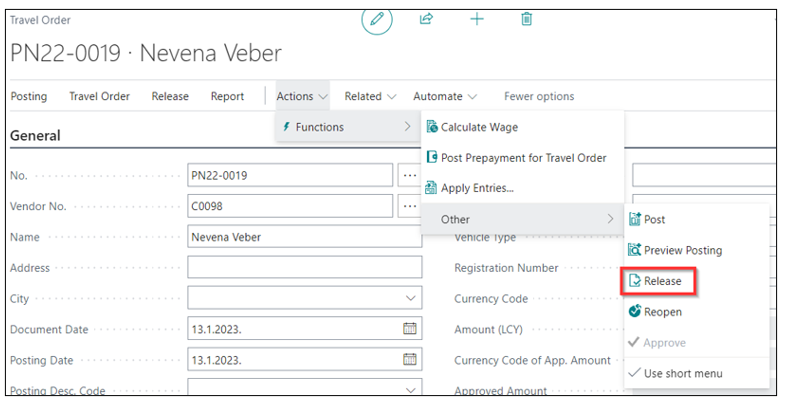 Travel Order
PN22-0019 · Nevena Veber
Posting Travel Order Release Report Actions Related Automate Fewer options
Functions
Calculate Wage
General
Post Prepayment for Travel Order
No. PN22-0019 ...
Apply Entries...
Vendor No. C0098 ...
Other
Post
Name Nevena Veber
Vehicle Type
Preview Posting
Address
Registration Number
Release
City
Currency Code
Reopen
Document Date 13.1.2023.
Amount (LCY)
Approve
Posting Date 13.1.2023.
Currency Code of App. Amount
Use short menu
Posting Desc. Code
Approved Amount